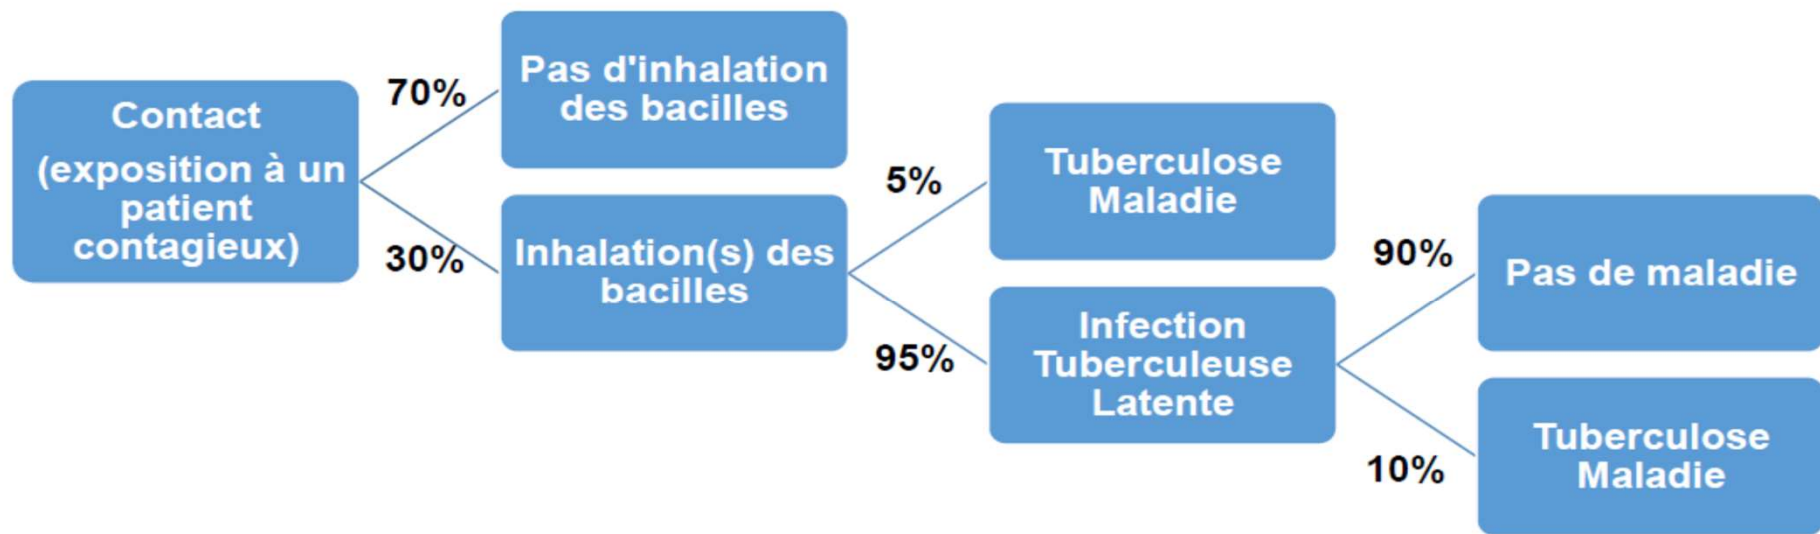 Contact
(exposition à un
patient
contagieux)
70%
30%
Pas d'inhalation
des bacilles
Inhalation(s) des
bacilles
5%
95%
Tuberculose
Maladie
Infection
Tuberculeuse
Latente
90%
10%
Pas de maladie
Tuberculose
Maladie